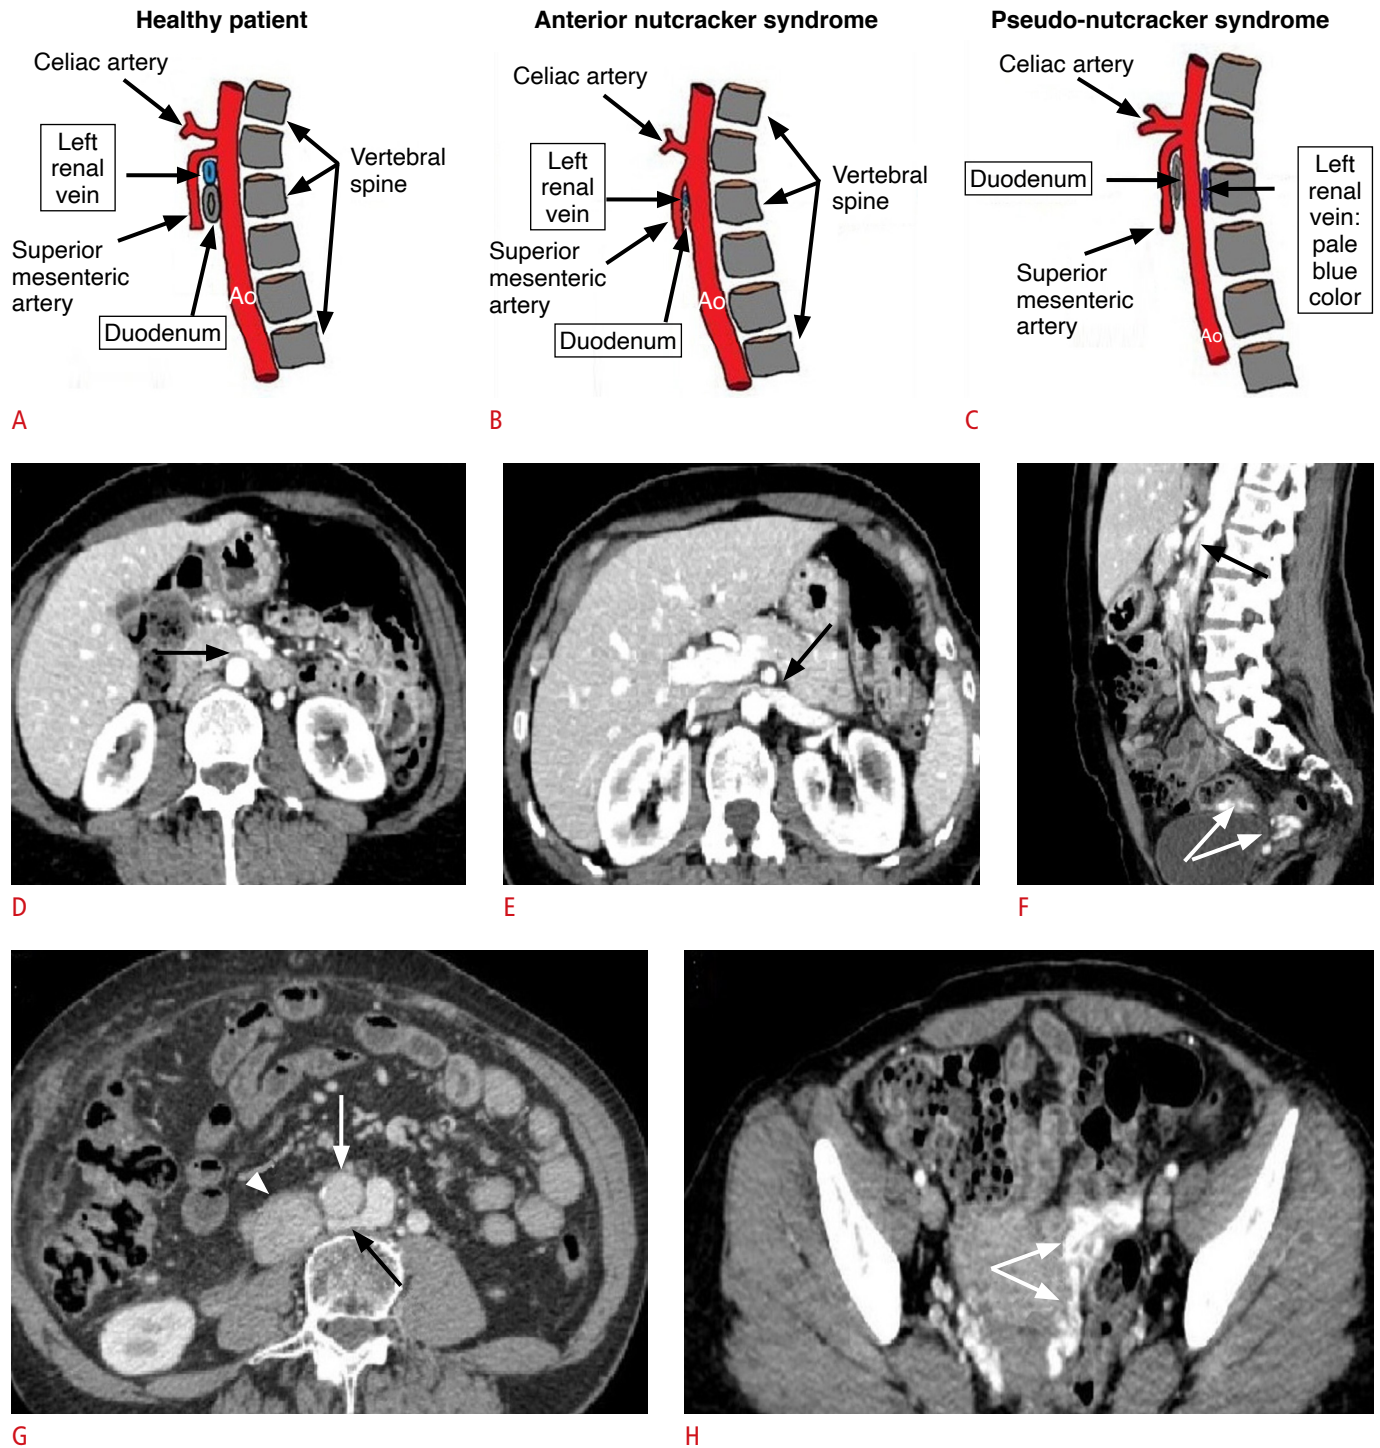 Healthy patient
Celiac artery
Left
renal
vein
Vertebral
spine
Superior
mesenteric
artery
Ao
Duodenum
A
Anterior nutcracker syndrome
Celiac artery
Left
renal
vein
Vertebral
spine
Superior
mesenteric
artery
Ao
Duodenum
B
Pseudo-nutcracker syndrome
Celiac artery
Duodenum
Left
renal
vein:
pale
blue
color
Superior
mesenteric
artery
Ao
C
D
E
F
G
H